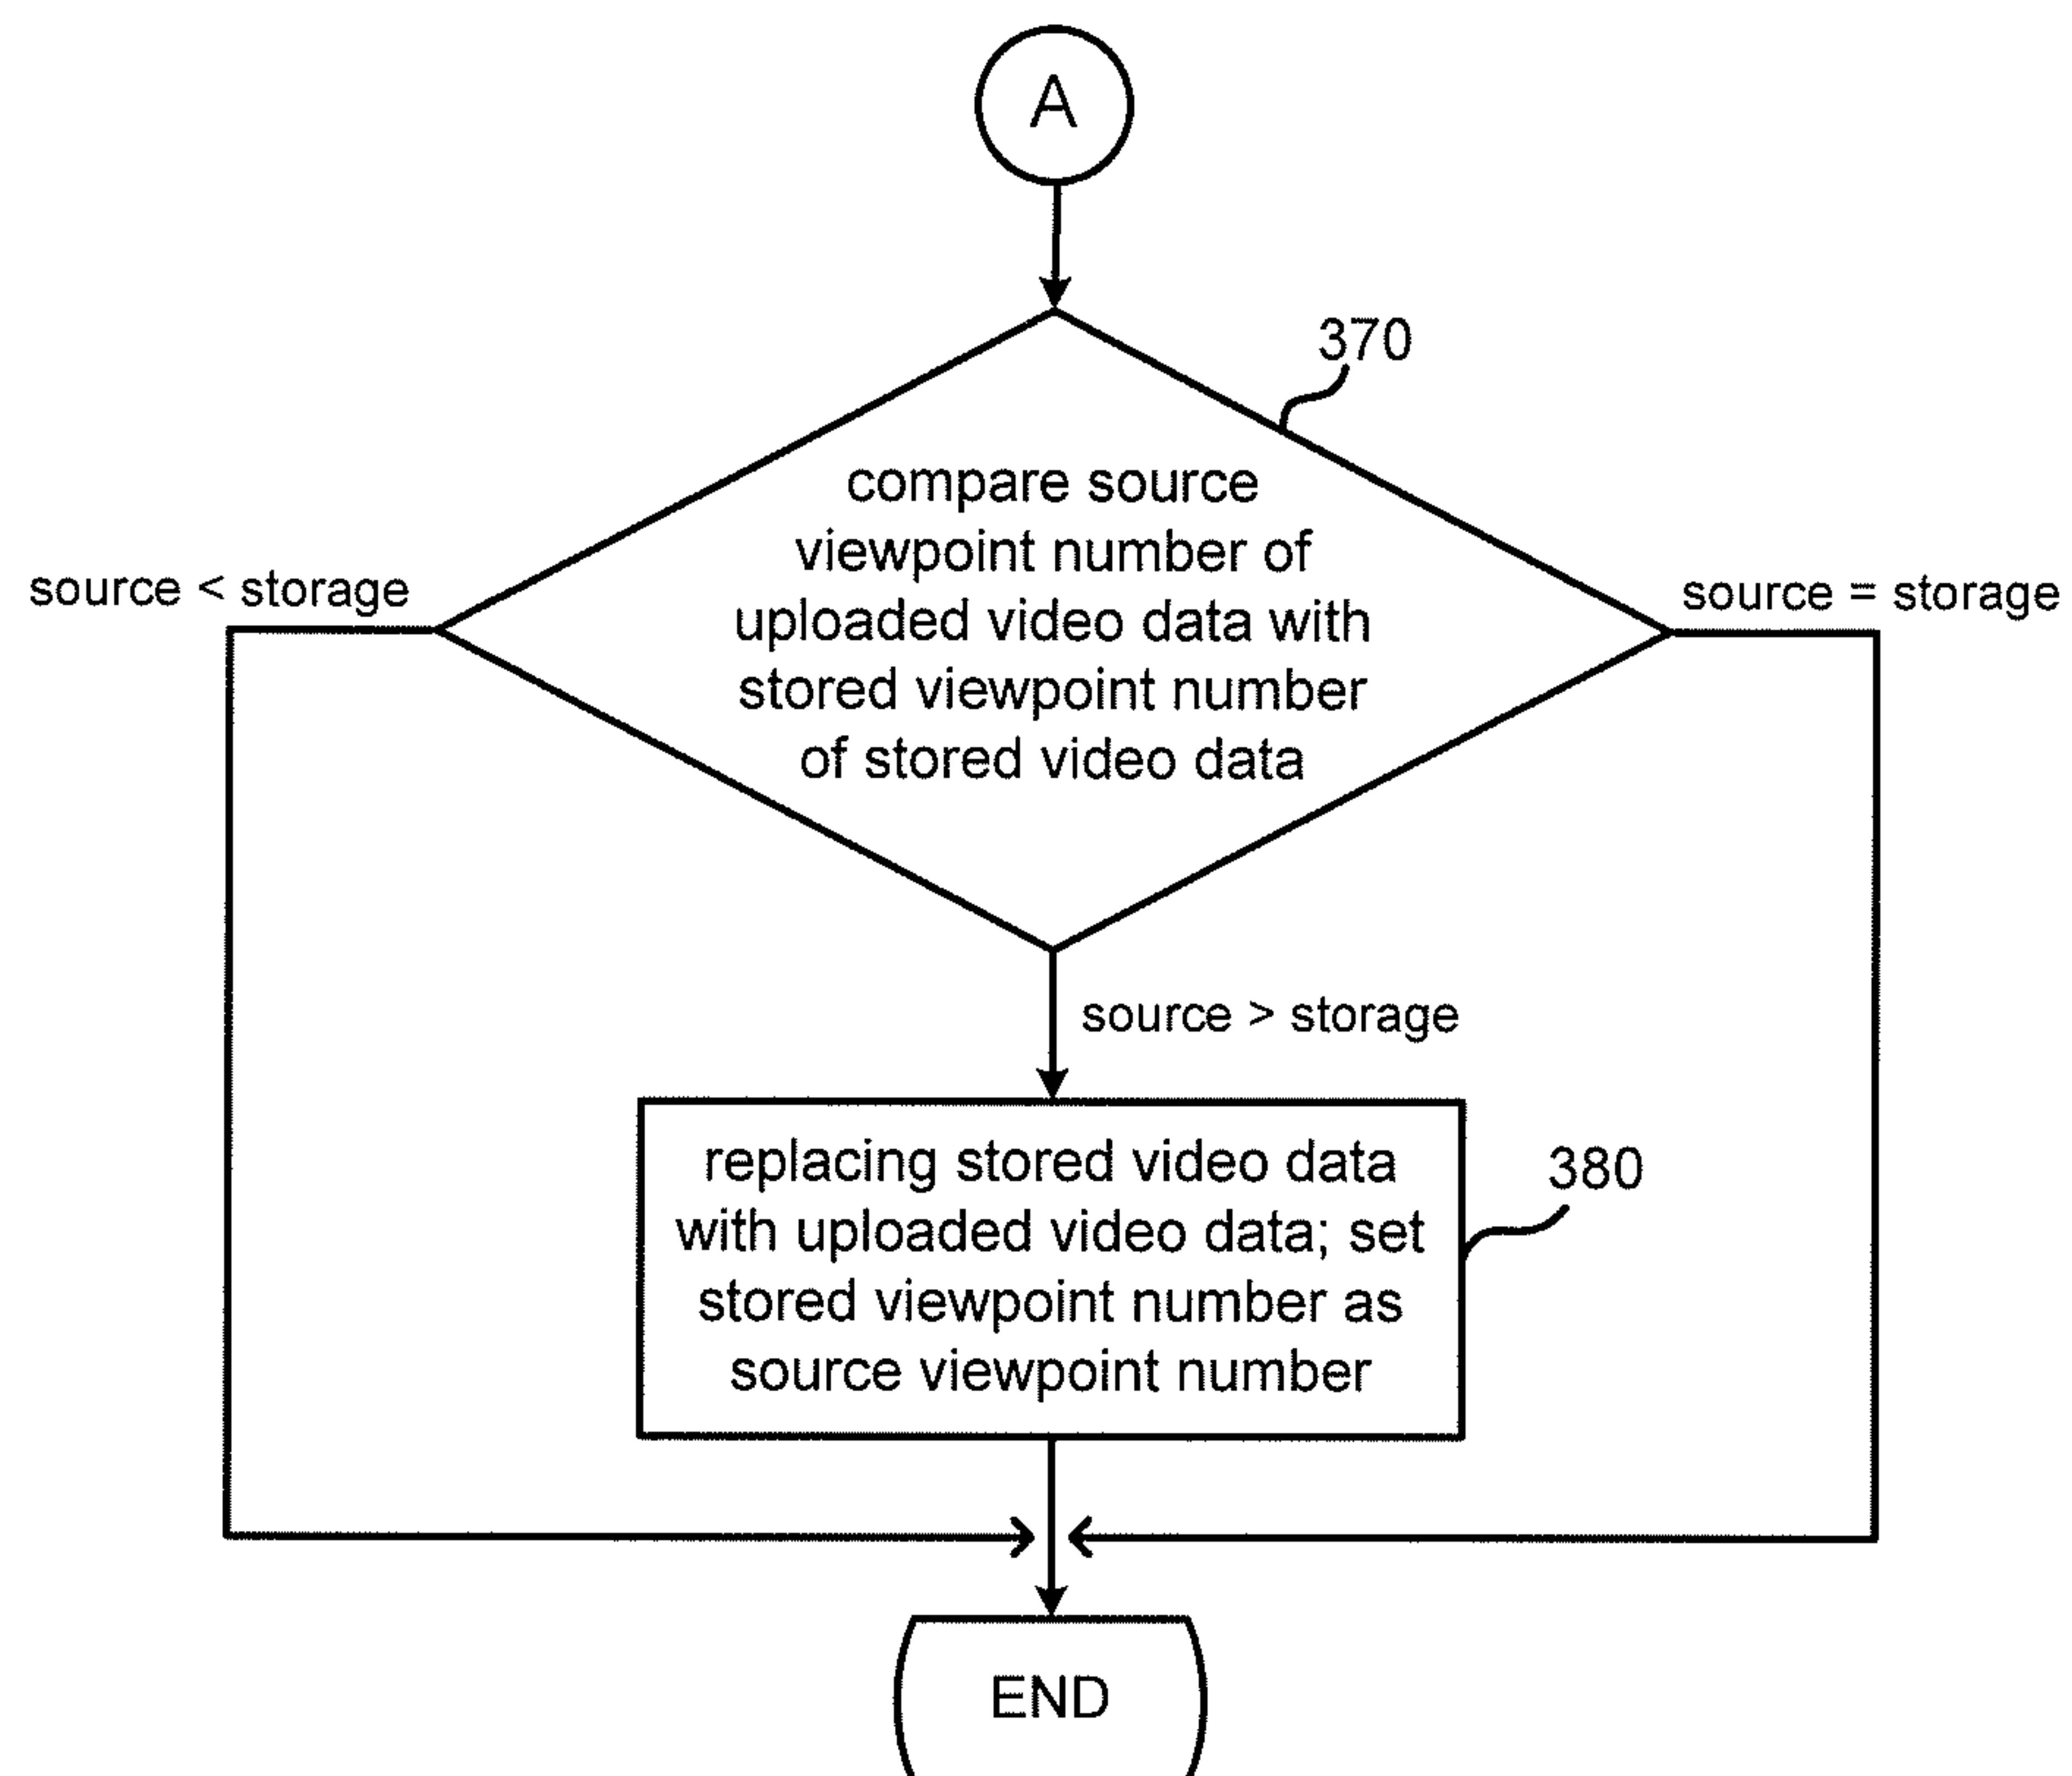 A
370
compare source
viewpoint number of
uploaded video data with
stored viewpoint number
of stored video data
source < storage
source = storage
source > storage
replacing stored video data
with uploaded video data; set
stored viewpoint number as
source viewpoint number
380
END